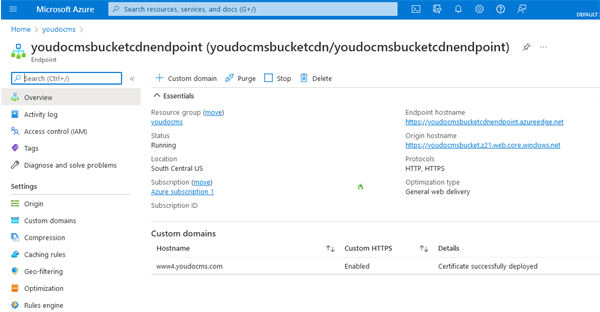 Microsoft Azure
Search resources, services, and docs (G+/)
DEFAULT
Home > youdocms >
youdocmsbucketcdnendpoint (youdocmsbucketcdn/youdocmsbucketcdnendpoint)
Endpoint
Search (Ctrl+/)
Custom domain Purge Stop Delete
Overview
Activity log
Access control (IAM)
Tags
Diagnose and solve problems
Settings
Origin
Custom domains
Compression
Caching rules
Geo-filtering
Optimization
Rules engine
Essentials
Resource group (move)
youdocms
Status
Running
Location
South Central US
Subscription (move)
Azure subscription 1
Subscription ID
Endpoint hostname
https://youdocmsbucketcdnendpoint.azureedge.net
Origin hostname
https://youdocmsbucket.z21.web.core.windows.net
Protocols
HTTP, HTTPS
Optimization type
General web delivery
Custom domains
Hostname Custom HTTPS Details
www4.youdocms.com Enabled Certificate successfully deployed